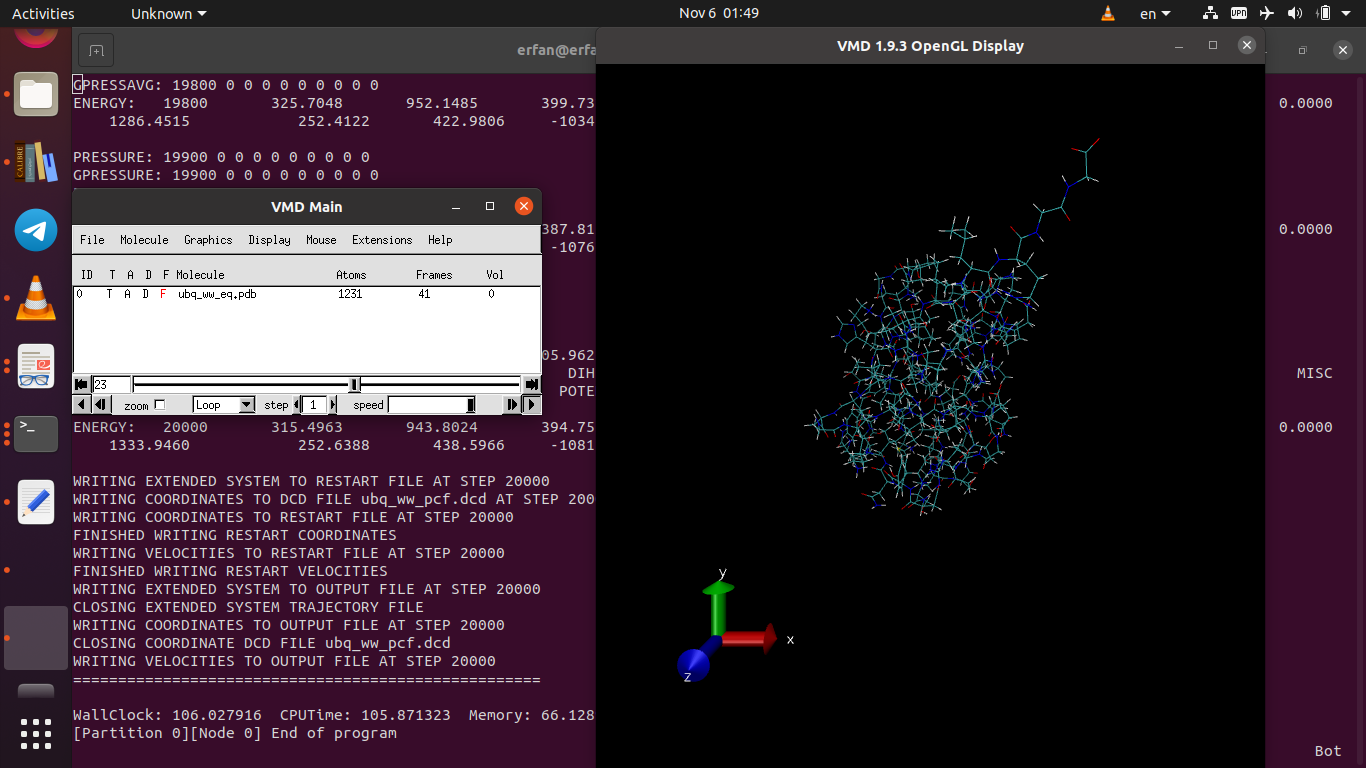 Activities
Unknown
Nov 6 01:49
en
VPN
erfan@erfa
VMD 1.9.3 OpenGL Display
CALIBRE
GPRESSAVG: 19800 0 0 0 0 0 0 0 0 0
ENERGY: 19800 325.7048 952.1485 399.73 0.0000
1286.4515 252.4122 422.9806 -1034
PRESSURE: 19900 0 0 0 0 0 0 0 0 0
GPRESSURE: 19900 0 0 0 0 0 0 0 0 0
VMD Main
387.81 0.0000
-1076
File Molecule Graphics Display Mouse Extensions Help
ID T A D F Molecule Atoms Frames Vol
0 T A D F ubq_ww_eq.pdb 1231 41 0
05.962
DIH MISC
POTE
23
zoom Loop step 1 speed
ENERGY: 20000 315.4963 943.8024 394.75 0.0000
1333.9460 252.6388 438.5966 -1081
WRITING EXTENDED SYSTEM TO RESTART FILE AT STEP 20000
WRITING COORDINATES TO DCD FILE ubq_ww_pcf.dcd AT STEP 200
WRITING COORDINATES TO RESTART FILE AT STEP 20000
FINISHED WRITING RESTART COORDINATES
WRITING VELOCITIES TO RESTART FILE AT STEP 20000
FINISHED WRITING RESTART VELOCITIES
WRITING EXTENDED SYSTEM TO OUTPUT FILE AT STEP 20000
CLOSING EXTENDED SYSTEM TRAJECTORY FILE
WRITING COORDINATES TO OUTPUT FILE AT STEP 20000
CLOSING COORDINATE DCD FILE ubq_ww_pcf.dcd
WRITING VELOCITIES TO OUTPUT FILE AT STEP 20000
====================================================
WallClock: 106.027916 CPUTime: 105.871323 Memory: 66.128
[Partition 0][Node 0] End of program
y
x
z
Bot